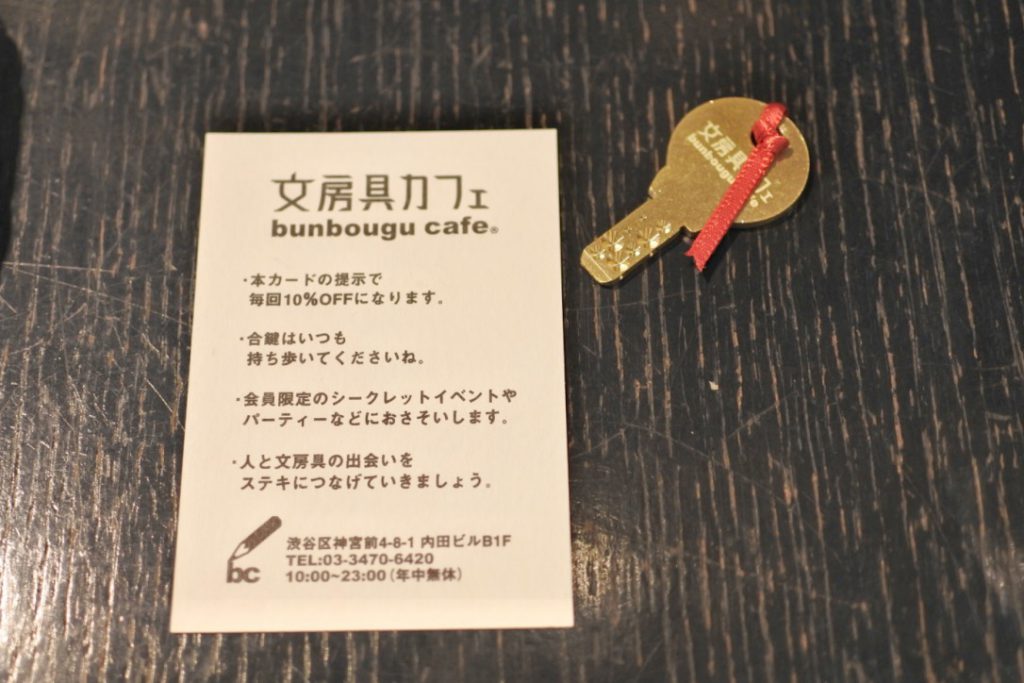 文房具カフェ
bunbougu cafe®
・本カードの提示で
毎回10%OFFになります。
・合鍵はいつも
持ち歩いてくださいね。
・会員限定のシークレットイベントや
パーティーなどにおさそいします。
・人と文房具の出会いを
ステキにつなげていきましょう。
bc
渋谷区神宮前4-8-1 内田ビルB1F
TEL:03-3470-6420
10:00~23:00(年中無休)
文房具カフェ
bunbougu